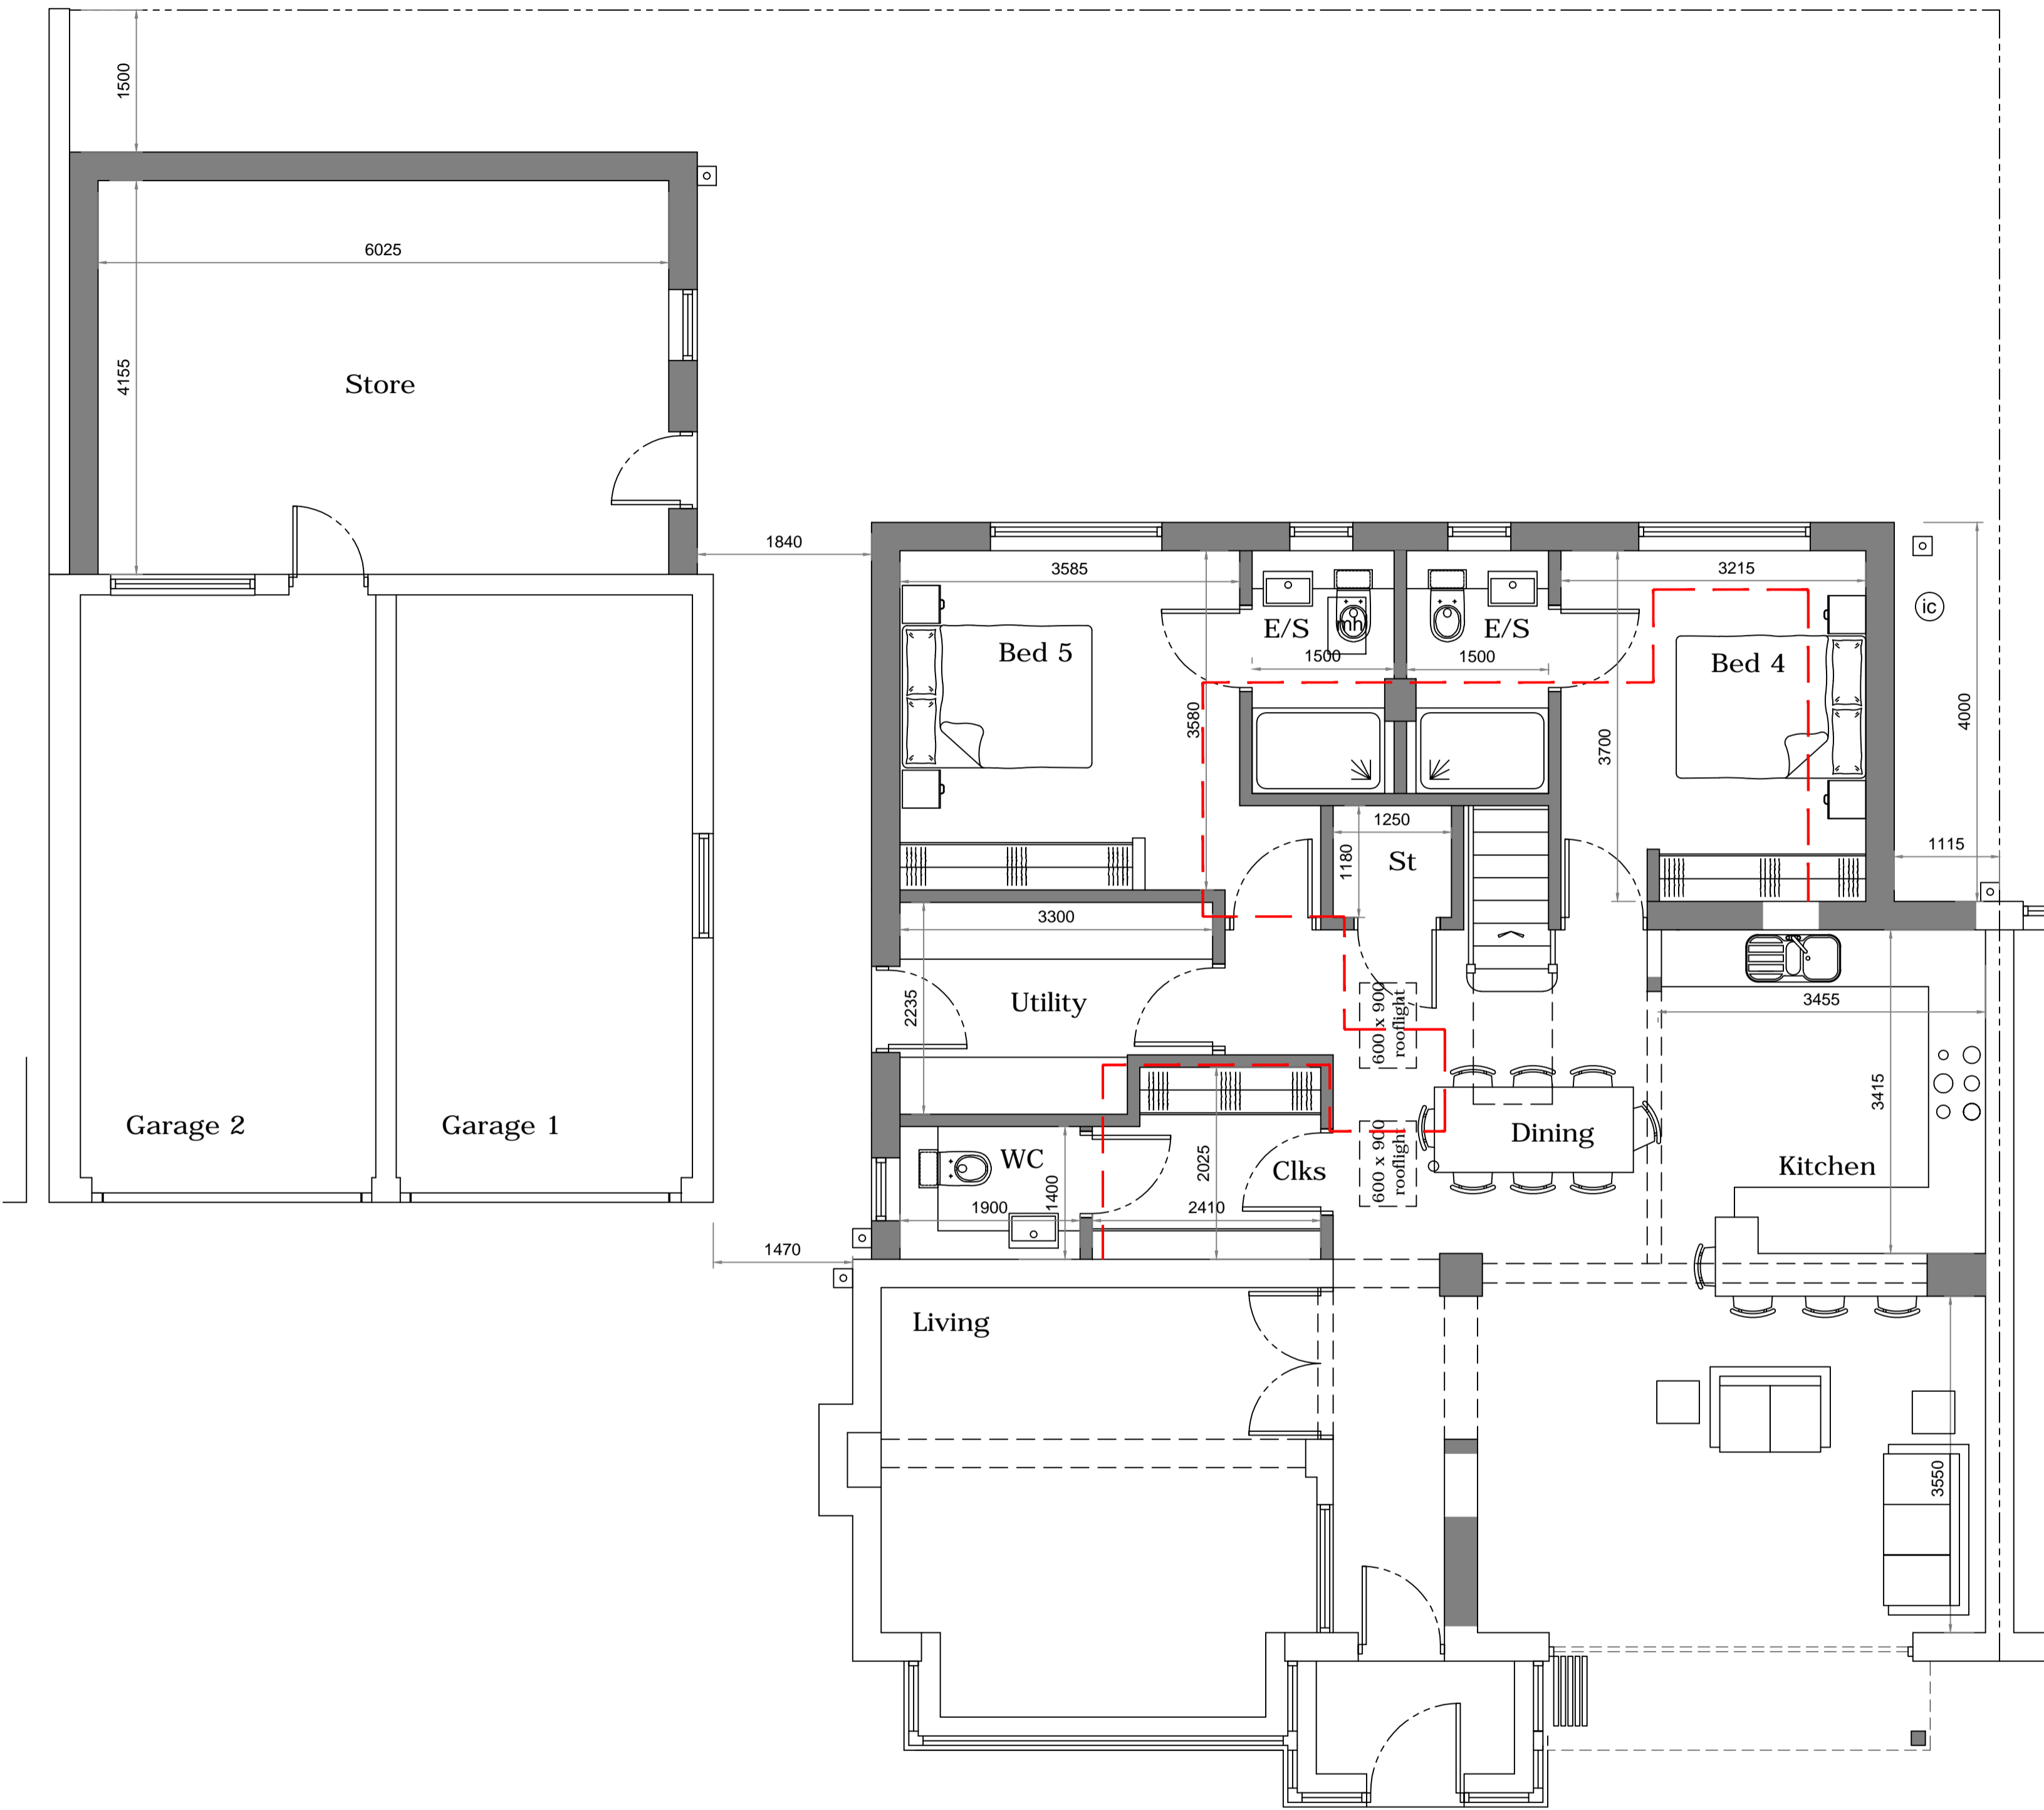 1500
6025
4155
Store
1840
3585
3215
E/S
mh
E/S
Bed 5
Bed 4
1500
1500
ic
3580
3700
4000
1250
1180
St
1115
3300
2235
Utility
600 x 900
rooflight
3455
3415
Garage 2
Garage 1
WC
1400
1900
2025
2410
Clks
600 x 900
rooflight
Dining
Kitchen
1470
Living
3550